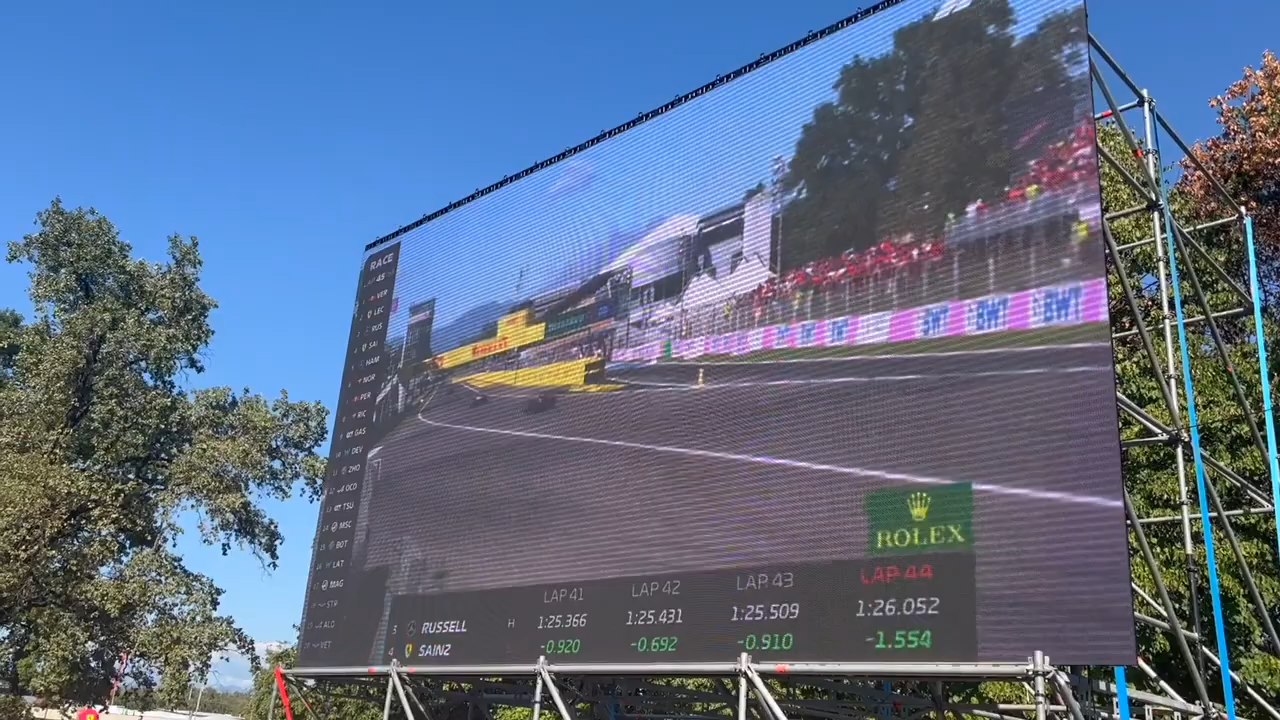 RACE
VER
LEC
RUS
SAI
HAM
NOR
PER
RIC
GAS
DEV
ZHO
OCO
TSU
MSC
BOT
LAT
MAG
STR
ALO
VET
PIRELLI
BWT BWT BWT
ROLEX
LAP 41 LAP 42 LAP 43 LAP 44
3 RUSSELL H 1:25.366 1:25.431 1:25.509 1:26.052
4 SAINZ -0.920 -0.692 -0.910 -1.554